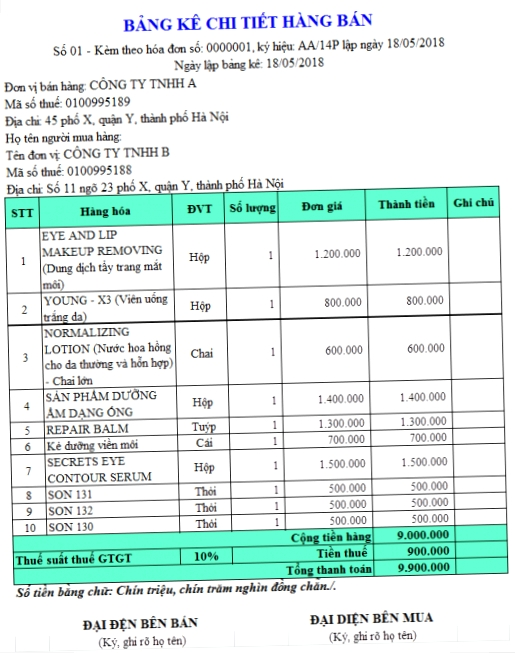 BẢNG KÊ CHI TIẾT HÀNG BÁN
Số 01 - Kèm theo hóa đơn số: 0000001, ký hiệu: AA/14P lập ngày 18/05/2018
Ngày lập bảng kê: 18/05/2018
Đơn vị bán hàng: CÔNG TY TNHH A
Mã số thuế: 0100995189
Địa chỉ: 45 phố X, quận Y, thành phố Hà Nội
Họ tên người mua hàng:
Tên đơn vị: CÔNG TY TNHH B
Mã số thuế: 0100995188
Địa chỉ: Số 11 ngõ 23 phố X, quận Y, thành phố Hà Nội
STT Hàng hóa ĐVT Số lượng Đơn giá Thành tiền Ghi chú
EYE AND LIP
MAKEUP REMOVING
1 (Dung dịch tẩy trang mắt Hộp 1 1.200.000 1.200.000
môi)
2 YOUNG - X3 (Viên uống Hộp 1 800.000 800.000
trắng da)
NORMALIZING
3 LOTION (Nước hoa hồng Chai 1 600.000 600.000
cho da thường và hỗn hợp)
- Chai lớn
4 SẢN PHẨM DƯỠNG Hộp 1 1.400.000 1.400.000
ẨM DẠNG ỐNG
5 REPAIR BALM Tuýp 1 1.300.000 1.300.000
6 Kẻ dưỡng viền môi Cái 1 700.000 700.000
7 SECRETS EYE Hộp 1 1.500.000 1.500.000
CONTOUR SERUM
8 SON 131 Thỏi 1 500.000 500.000
9 SON 132 Thỏi 1 500.000 500.000
10 SON 130 Thỏi 1 500.000 500.000
Cộng tiền hàng 9.000.000
Thuế suất thuế GTGT 10% Tiền thuế 900.000
Tổng thanh toán 9.900.000
Số tiền bằng chữ: Chín triệu, chín trăm nghìn đồng chẵn./.
ĐẠI ĐỆN BÊN BÁN ĐẠI DIỆN BÊN MUA
(Ký, ghi rõ họ tên) (Ký, ghi rõ họ tên)